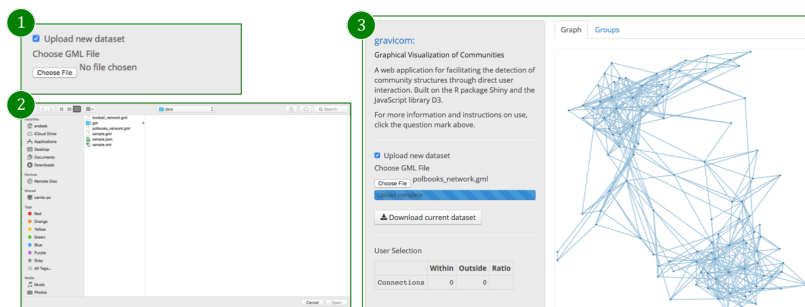 1
Upload new dataset
Choose GML File
Choose File No file chosen
2
data
Search
Favorites
iCloud Drive
Applications
Desktop
Documents
Downloads
Devices
Remote Disc
Shared
Tags
Red
Orange
Yellow
Green
Blue
Purple
Gray
All Tags...
Media
Music
Photos
football_network.gml
gml
polbooks_network.gml
sample.gml
sample.json
sample.xml
Cancel Open
3
gravicom:
Graphical Visualization of Communities
A web application for facilitating the detection of
community structures through direct user
interaction. Built on the R package Shiny and the
JavaScript library D3.
For more information and instructions on use,
click the question mark above.
Upload new dataset
Choose GML File
Choose File polbooks_network.gml
Upload complete
Download current dataset
User Selection
Within Outside Ratio
Connections 0 0
Graph Groups